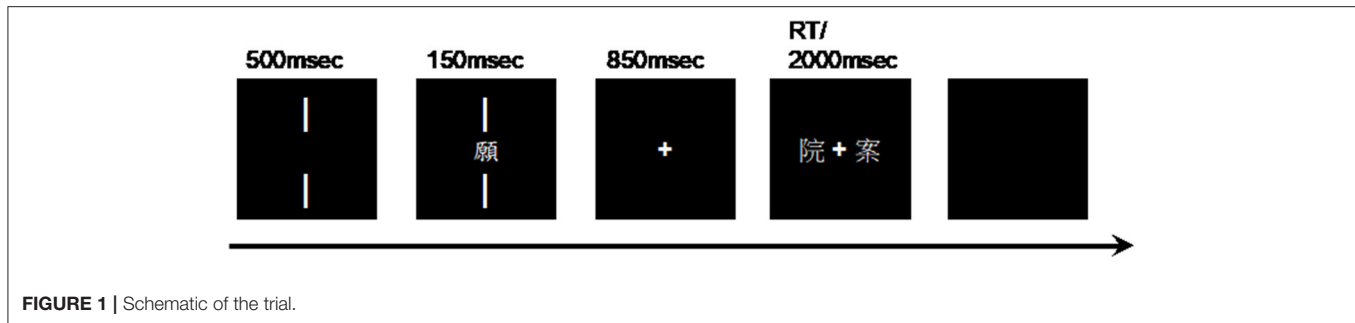 RT/
500msec 150msec 850msec 2000msec
願 + 院 + 案
FIGURE 1 | Schematic of the trial.